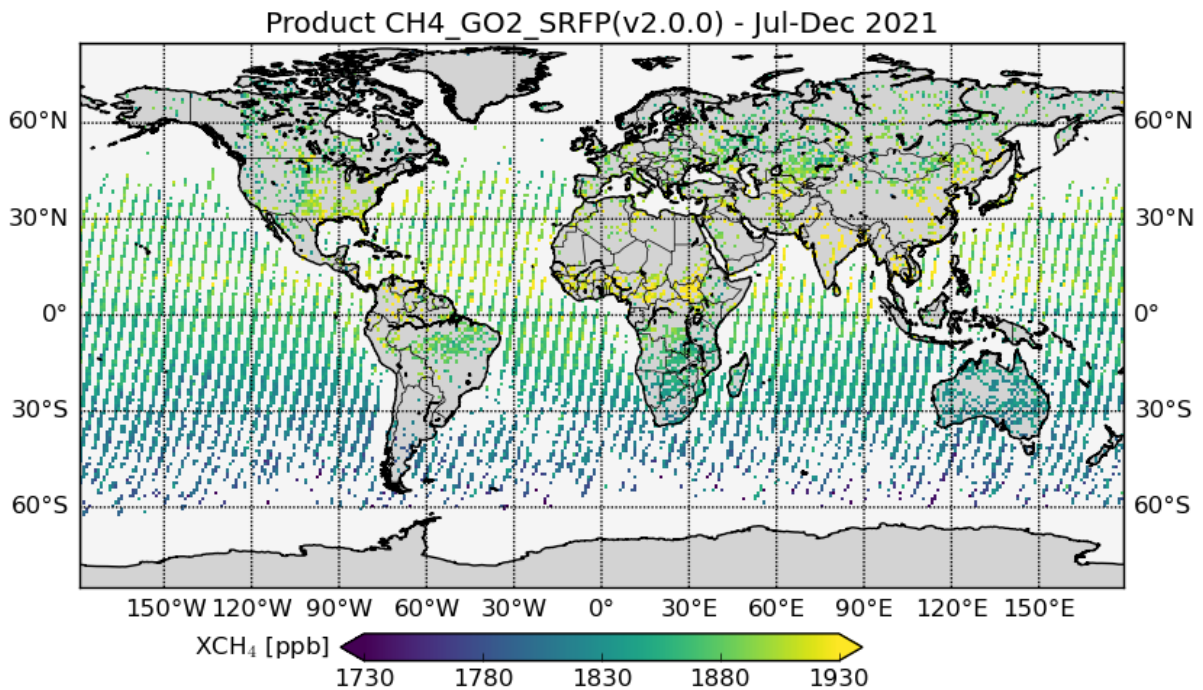 Product CH4_GO2_SRFP(v2.0.0) - Jul-Dec 2021
60°N 60°N
30°N 30°N
0° 0°
30°S 30°S
60°S 60°S
150°W 120°W 90°W 60°W 30°W 0° 30°E 60°E 90°E 120°E 150°E
XCH₄ [ppb]
1730 1780 1830 1880 1930